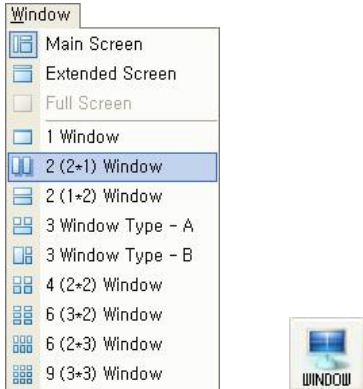 Window
Main Screen
Extended Screen
Full Screen
1 Window
2 (2*1) Window
2 (1*2) Window
3 Window Type - A
3 Window Type - B
4 (2*2) Window
6 (3*2) Window
6 (2*3) Window
9 (3*3) Window
WINDOW